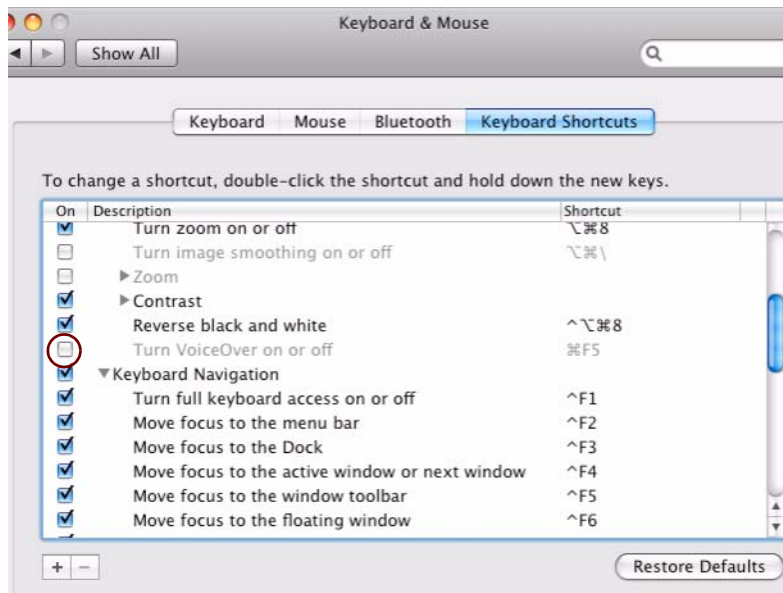 Keyboard & Mouse
Show All
Keyboard Mouse Bluetooth Keyboard Shortcuts
To change a shortcut, double-click the shortcut and hold down the new keys.
On Description Shortcut
Turn zoom on or off ⌥⌘8
Turn image smoothing on or off ⌥⌘\
Zoom
Contrast
Reverse black and white ^⌥⌘8
Turn VoiceOver on or off ⌘F5
Keyboard Navigation
Turn full keyboard access on or off ^F1
Move focus to the menu bar ^F2
Move focus to the Dock ^F3
Move focus to the active window or next window ^F4
Move focus to the window toolbar ^F5
Move focus to the floating window ^F6
+ −
Restore Defaults